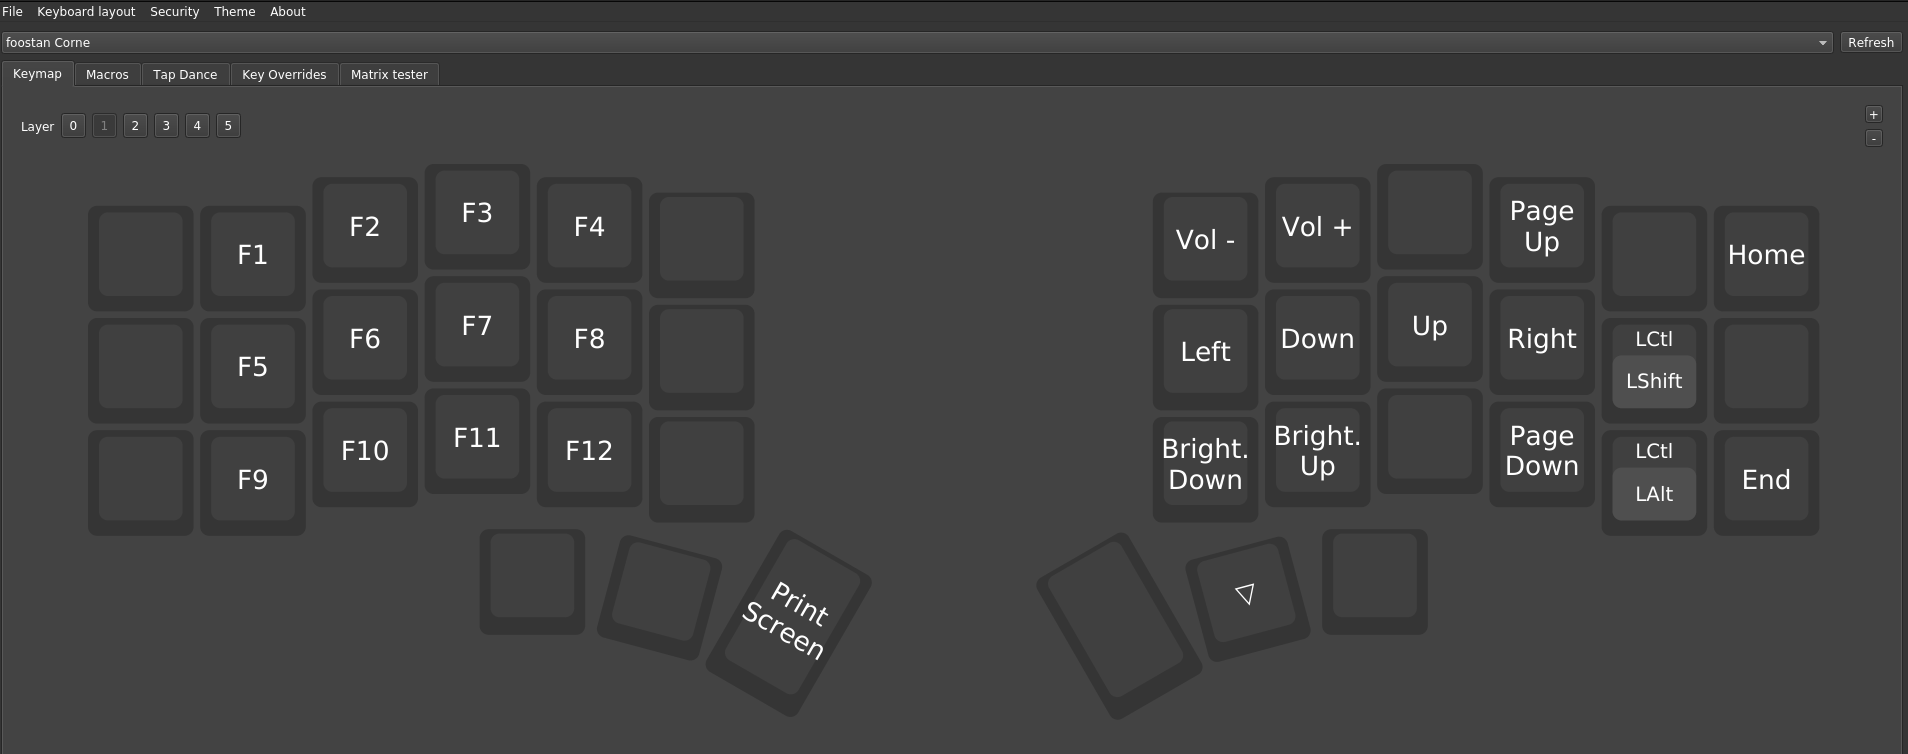 File Keyboard layout Security Theme About
foostan Corne Refresh
Keymap Macros Tap Dance Key Overrides Matrix tester
+
Layer 0 1 2 3 4 5
-
F1 F2 F3 F4
F5 F6 F7 F8
F9 F10 F11 F12
Print
Screen
Vol - Vol + Page
Up
Home
Left Down Up Right LCtl
LShift
Bright.
Down
Bright.
Up
Page
Down
LCtl
LAlt
End
▽